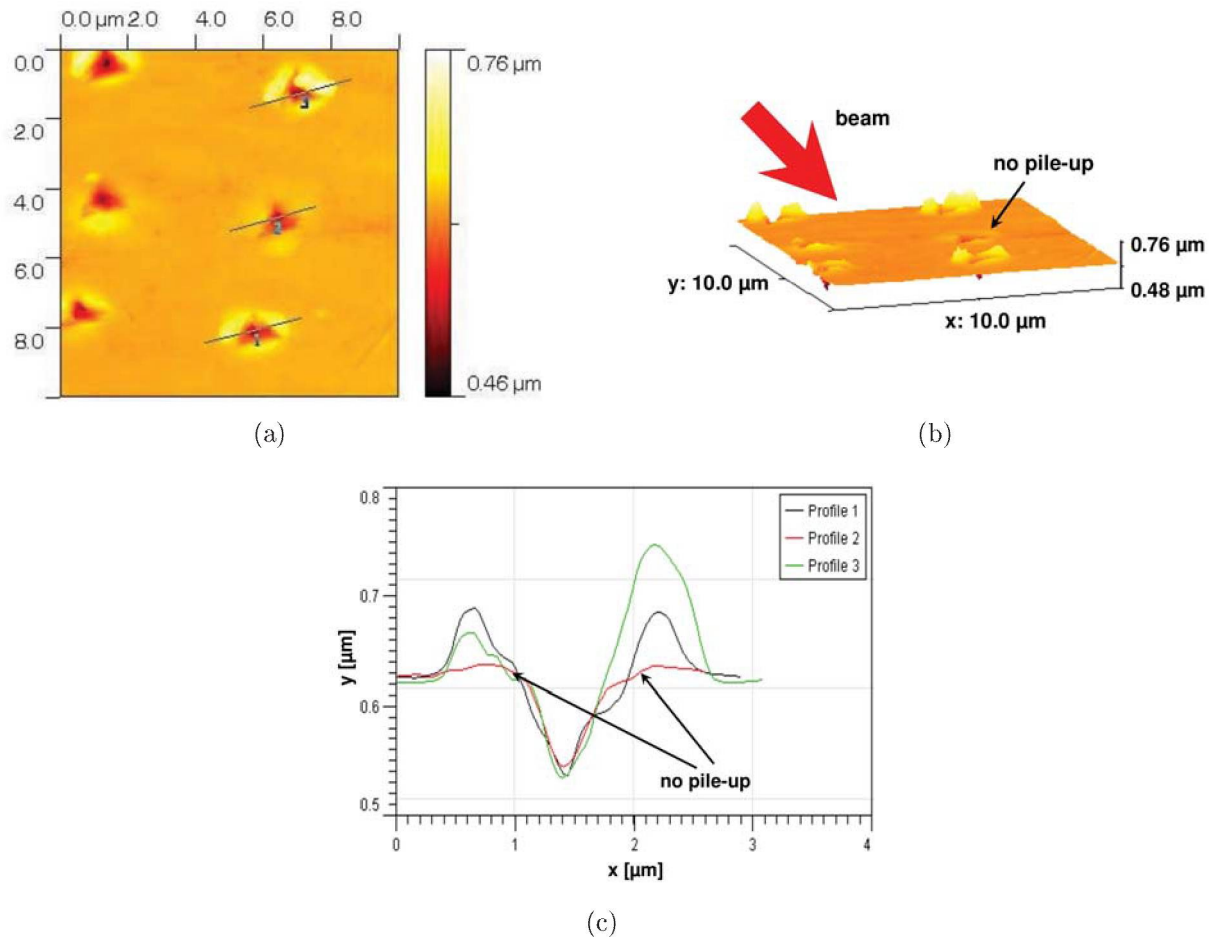 0.0 µm 2.0 4.0 6.0 8.0
0.0
2.0
4.0
6.0
8.0
3
2
1
0.76 µm
0.46 µm
(a)
beam
no pile-up
0.76 µm
0.48 µm
y: 10.0 µm
x: 10.0 µm
(b)
0.8
0.7
0.6
0.5
y [µm]
Profile 1
Profile 2
Profile 3
no pile-up
0 1 2 3 4
x [µm]
(c)